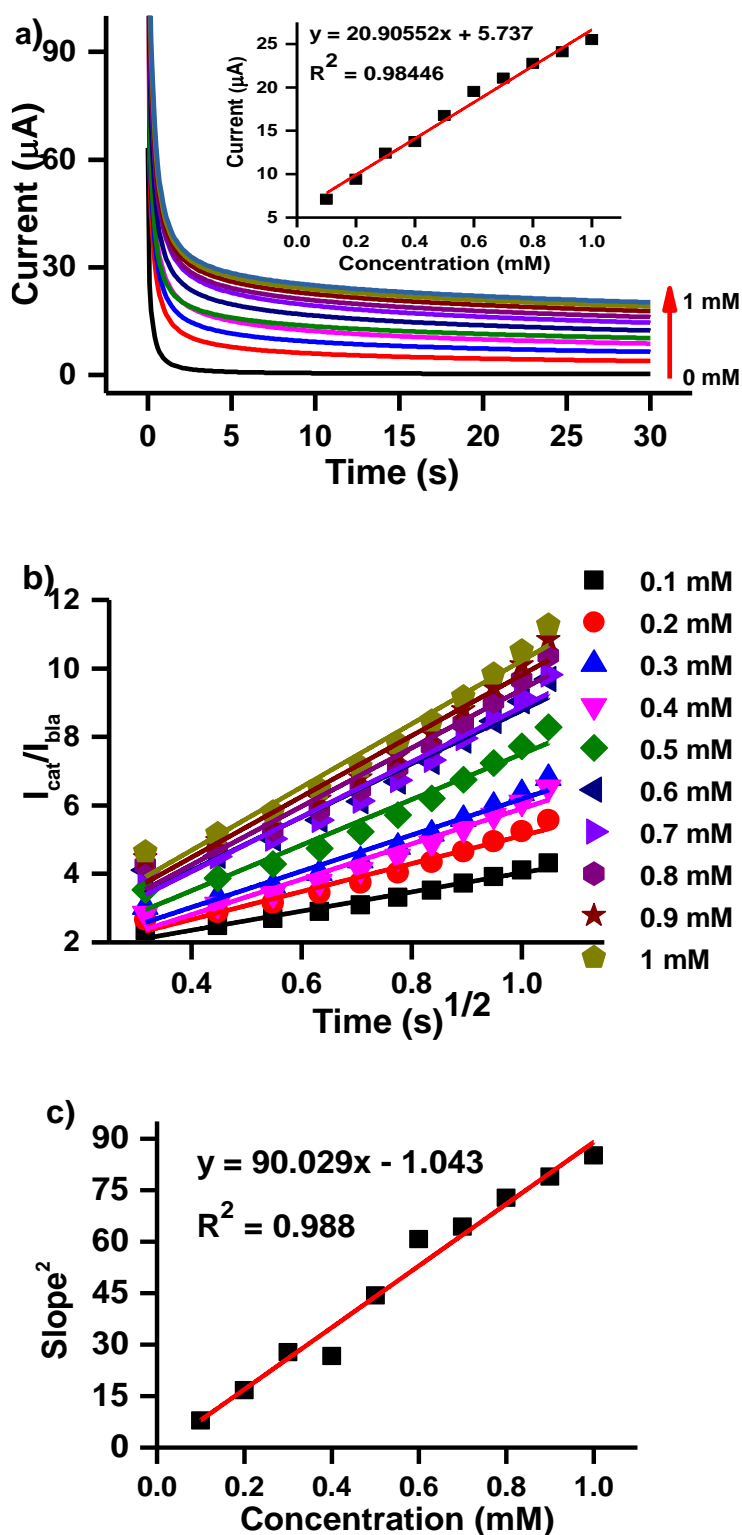 a)
y = 20.90552x + 5.737
R² = 0.98446
Current (μA)
25
20
15
10
5
0.0 0.2 0.4 0.6 0.8 1.0
Concentration (mM)
Current (μA)
90
60
30
0
1 mM
0 mM
0 5 10 15 20 25 30
Time (s)
b)
I_cat/I_bla
12
10
8
6
4
2
0.4 0.6 0.8 1.0
Time (s)^1/2
0.1 mM
0.2 mM
0.3 mM
0.4 mM
0.5 mM
0.6 mM
0.7 mM
0.8 mM
0.9 mM
1 mM
c)
y = 90.029x - 1.043
R² = 0.988
Slope²
90
75
60
45
30
15
0
0.0 0.2 0.4 0.6 0.8 1.0
Concentration (mM)